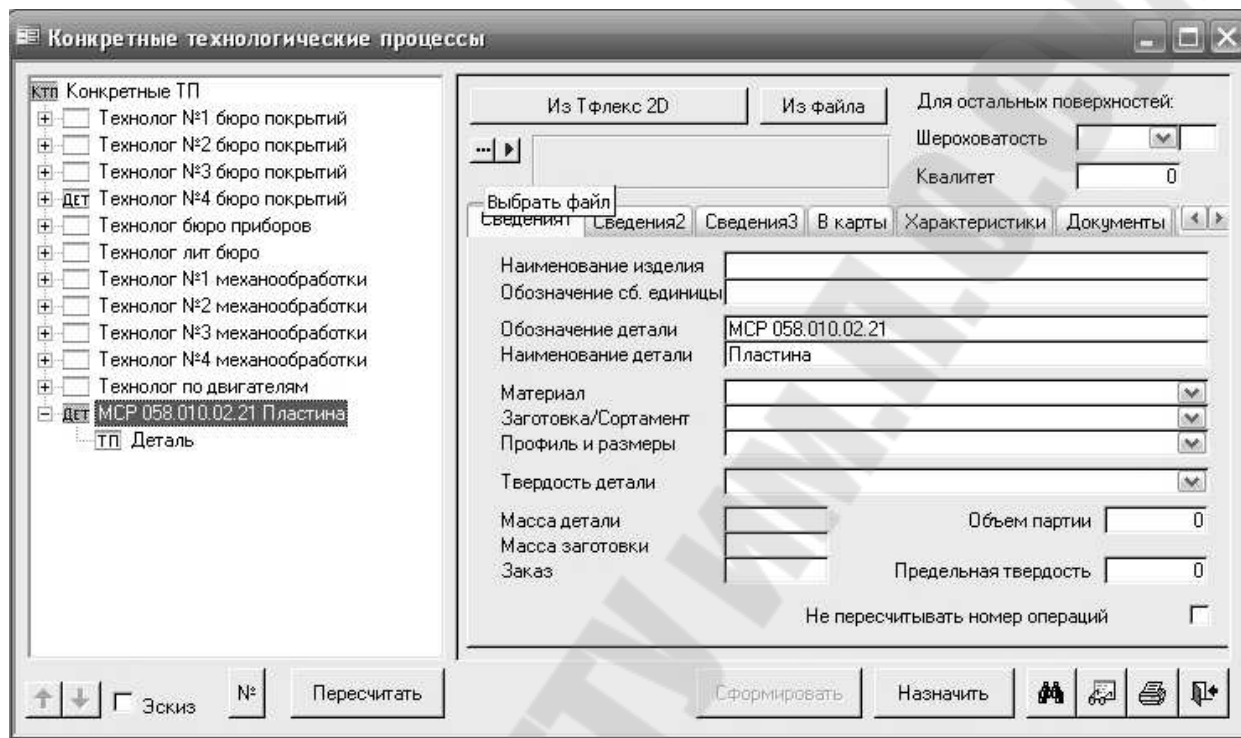 Конкретные технологические процессы
КТП Конкретные ТП
Технолог №1 бюро покрытий
Технолог №2 бюро покрытий
Технолог №3 бюро покрытий
ДЕТ Технолог №4 бюро покрытий
Технолог бюро приборов
Технолог лит бюро
Технолог №1 механообработки
Технолог №2 механообработки
Технолог №3 механообработки
Технолог №4 механообработки
Технолог по двигателям
ДЕТ МСР 058.010.02.21 Пластина
ТП Деталь
Из Тфлекс 2D Из файла Для остальных поверхностей:
Шероховатость
Квалитет 0
Выбрать файл
Сведения1 Сведения2 Сведения3 В карты Характеристики Документы
Наименование изделия
Обозначение сб. единицы
Обозначение детали МСР 058.010.02.21
Наименование детали Пластина
Материал
Заготовка/Сортамент
Профиль и размеры
Твердость детали
Масса детали Объем партии 0
Масса заготовки
Заказ Предельная твердость 0
Не пересчитывать номер операций
Эскиз № Пересчитать Сформировать Назначить